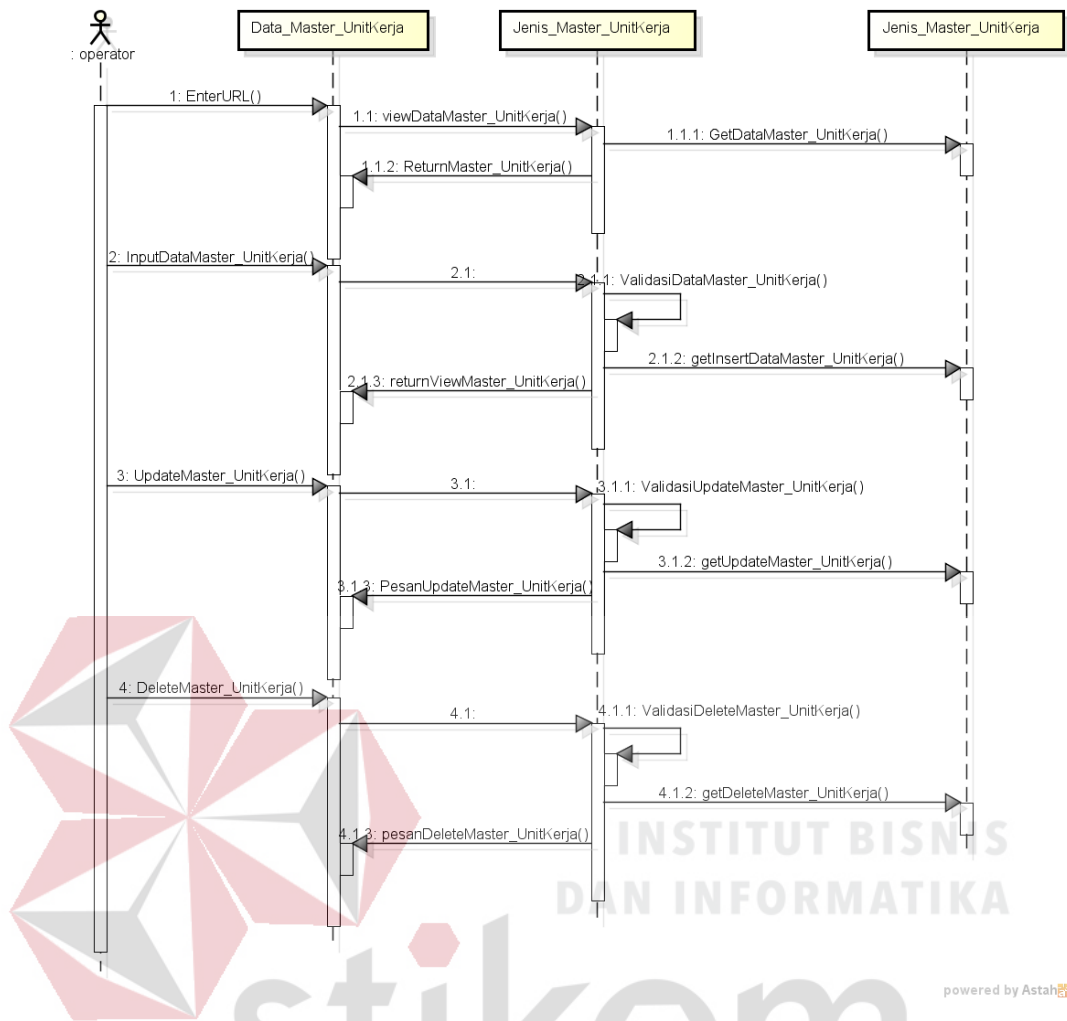 Data_Master_UnitKerja
Jenis_Master_UnitKerja
Jenis_Master_UnitKerja
: operator
1: EnterURL()
1.1: viewDataMaster_UnitKerja()
1.1.1: GetDataMaster_UnitKerja()
1.1.2: ReturnMaster_UnitKerja()
2: InputDataMaster_UnitKerja()
2.1:
2.1.1: ValidasiDataMaster_UnitKerja()
2.1.2: getInsertDataMaster_UnitKerja()
2.1.3: returnViewMaster_UnitKerja()
3: UpdateMaster_UnitKerja()
3.1:
3.1.1: ValidasiUpdateMaster_UnitKerja()
3.1.2: getUpdateMaster_UnitKerja()
3.1.3: PesanUpdateMaster_UnitKerja()
4: DeleteMaster_UnitKerja()
4.1:
4.1.1: ValidasiDeleteMaster_UnitKerja()
4.1.2: getDeleteMaster_UnitKerja()
4.1.3: pesanDeleteMaster_UnitKerja()
INSTITUT BISNIS
DAN INFORMATIKA
stikom
powered by Astah